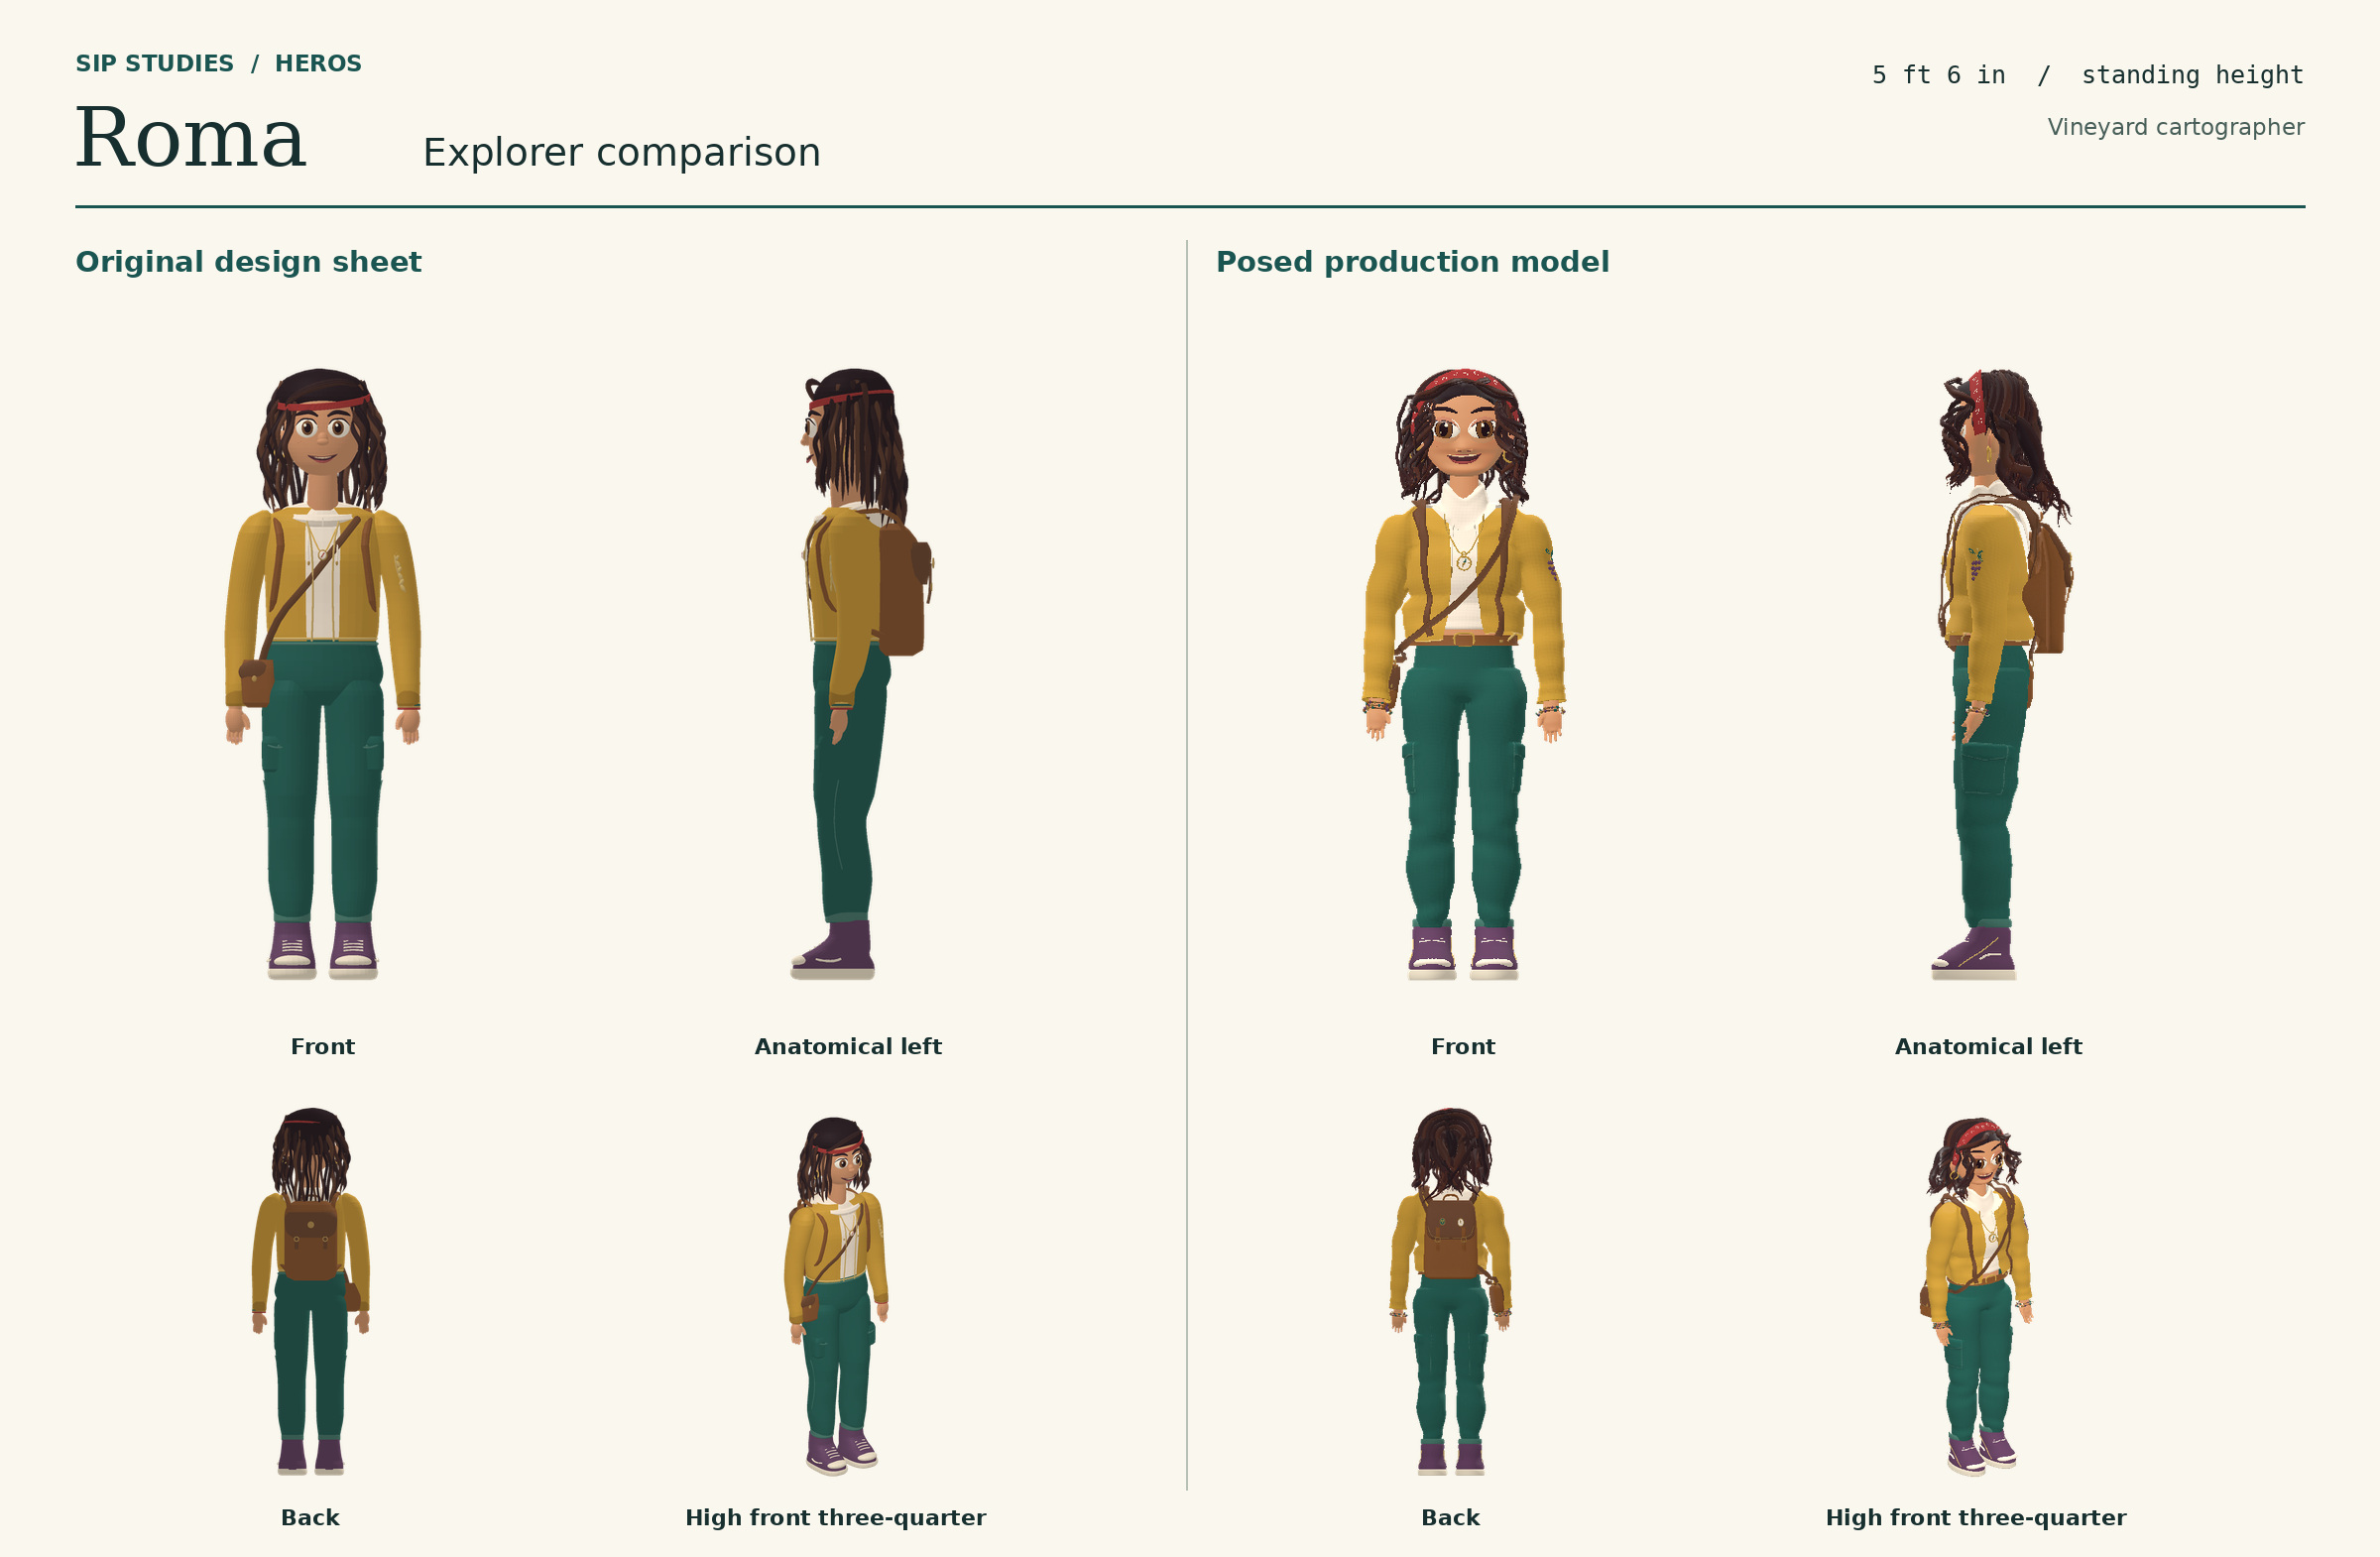 SIP STUDIES / HEROS
Roma
Explorer comparison
5 ft 6 in / standing height
Vineyard cartographer
Original design sheet
Front
Anatomical left
Back
High front three-quarter
Posed production model
Front
Anatomical left
Back
High front three-quarter